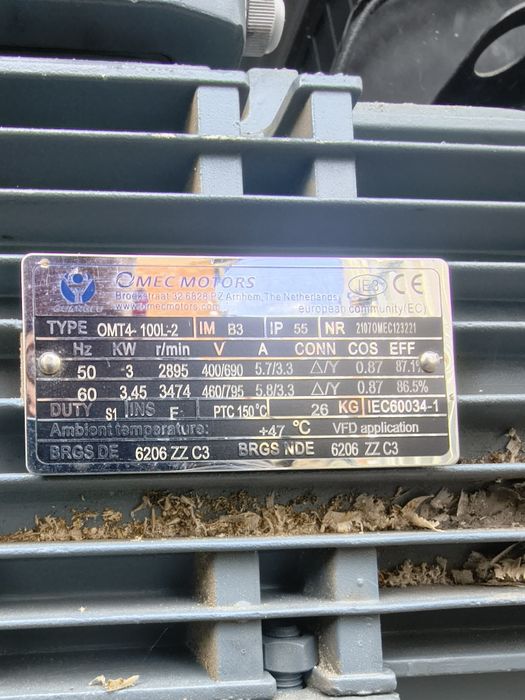 OMEC MOTORS
Broekstraat 32 6828 PZ Arnhem, The Netherlands
www.omecmotors.com european community(EC)
GUANGLU
IE3 CE
TYPE OMT4- 100L-2 IM B3 IP 55 NR 21070MEC123221
Hz KW r/min V A CONN COS EFF
50 3 2895 400/690 5.7/3.3 △/Y 0.87 87.1%
60 3,45 3474 460/795 5.8/3.3 △/Y 0.87 86.5%
DUTY S1 INS F PTC 150°C 26 KG IEC60034-1
Ambient temperature: +47 °C VFD application
BRGS DE 6206 ZZ C3 BRGS NDE 6206 ZZ C3